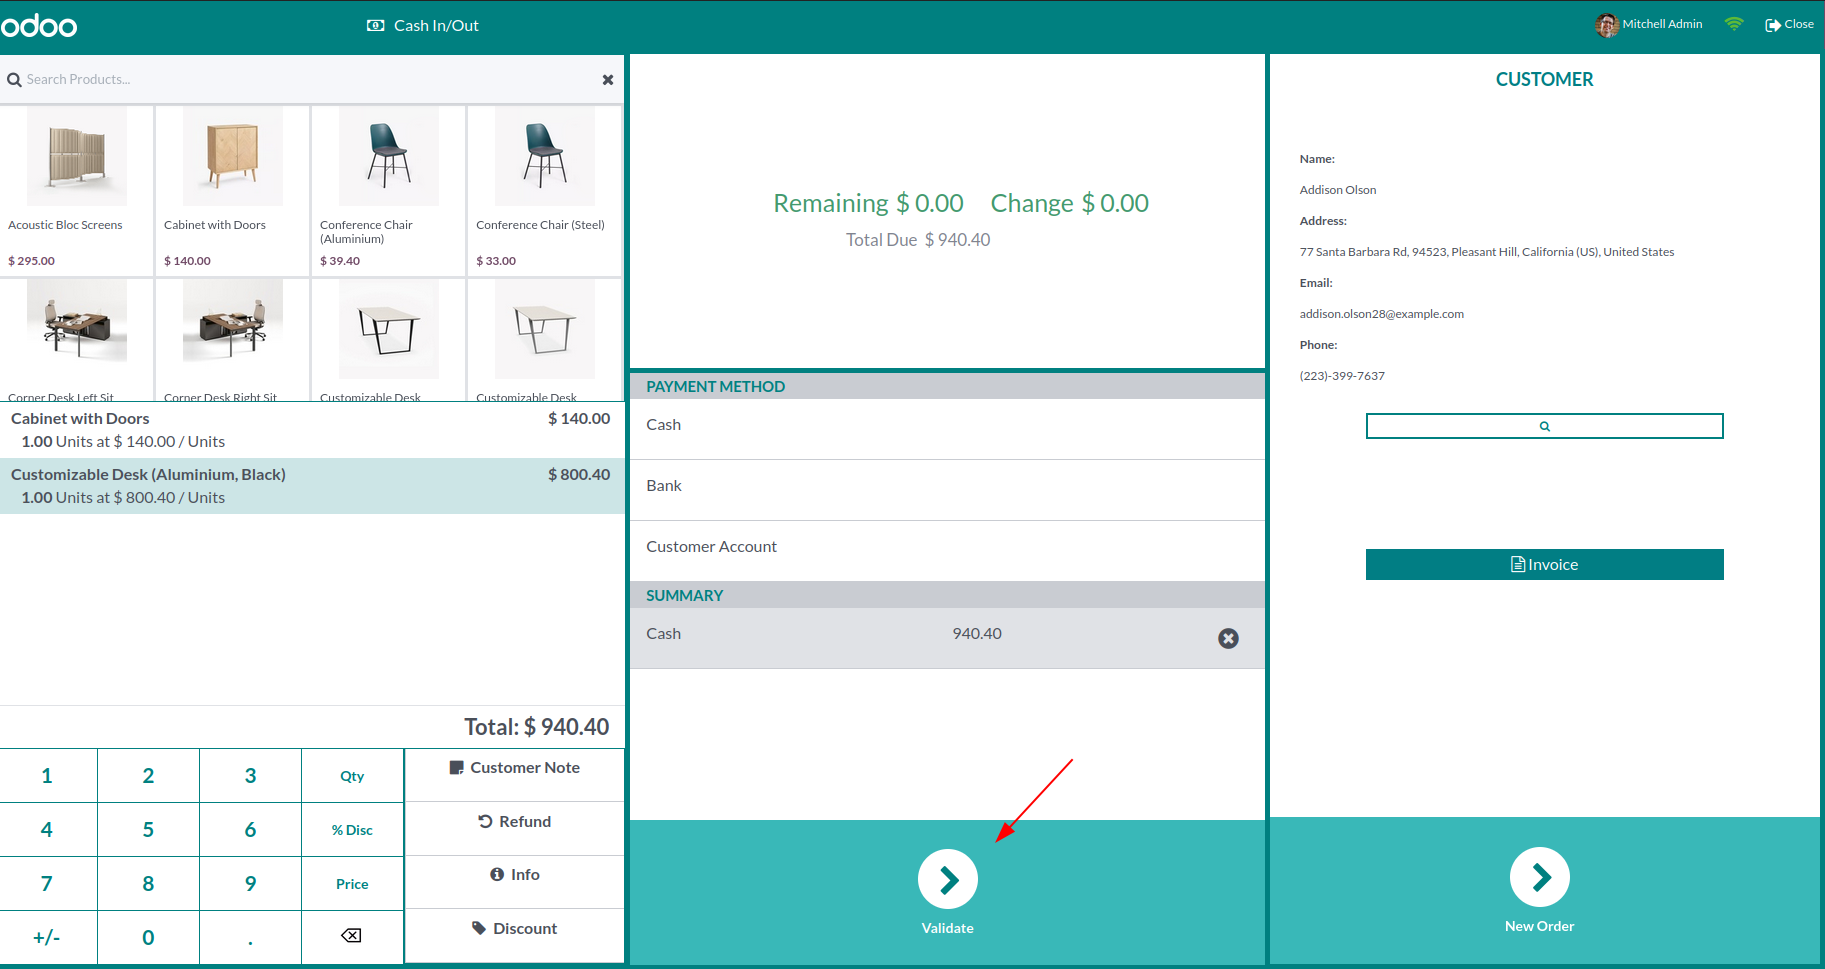 odoo
Cash In/Out
Mitchell Admin
Close
Search Products...
Acoustic Bloc Screens
$ 295.00
Cabinet with Doors
$ 140.00
Conference Chair
(Aluminium)
$ 39.40
Conference Chair (Steel)
$ 33.00
Corner Desk Left Sit
Corner Desk Right Sit
Customizable Desk
Customizable Desk
Cabinet with Doors $ 140.00
1.00 Units at $ 140.00 / Units
Customizable Desk (Aluminium, Black) $ 800.40
1.00 Units at $ 800.40 / Units
Total: $ 940.40
1 2 3 Qty
4 5 6 % Disc
7 8 9 Price
+/- 0 .
Customer Note
Refund
Info
Discount
Remaining $ 0.00 Change $ 0.00
Total Due $ 940.40
PAYMENT METHOD
Cash
Bank
Customer Account
SUMMARY
Cash 940.40
Validate
CUSTOMER
Name:
Addison Olson
Address:
77 Santa Barbara Rd, 94523, Pleasant Hill, California (US), United States
Email:
addison.olson28@example.com
Phone:
(223)-399-7637
Invoice
New Order